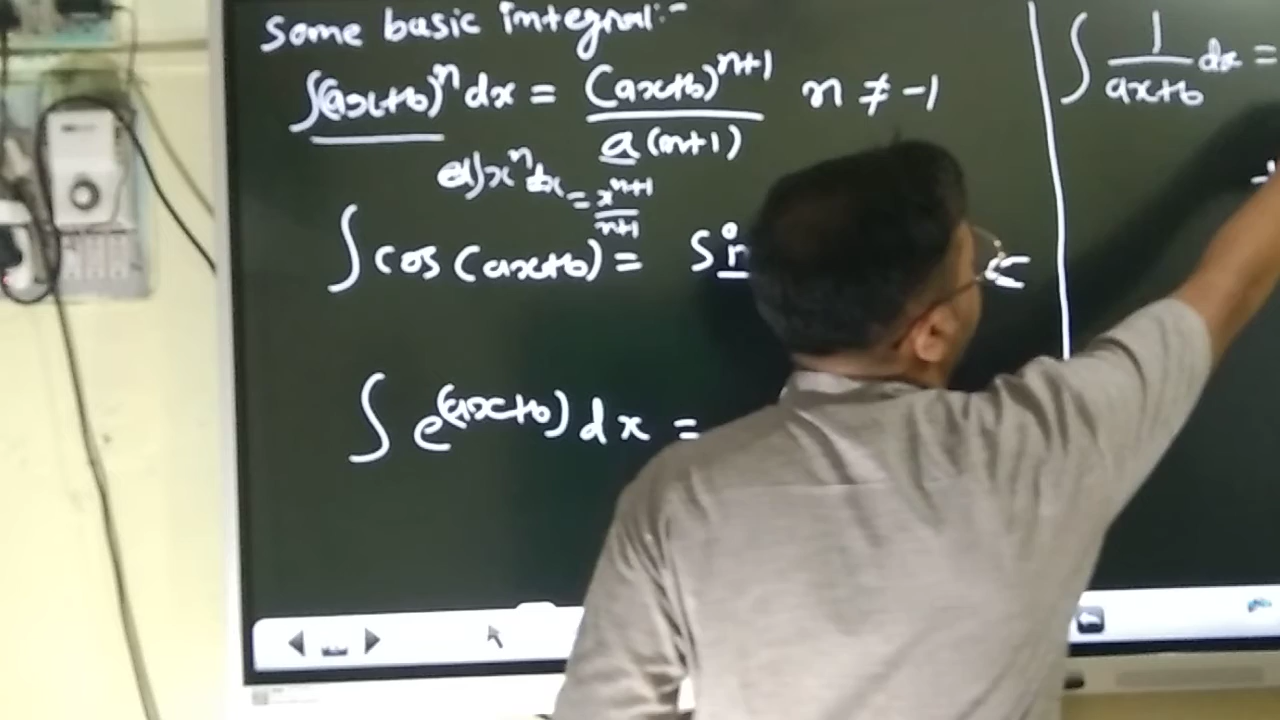 Some basic integral:-
∫(ax+b)^n dx = (ax+b)^{n+1} / a(n+1) n ≠ -1
∫x^n dx = x^{n+1} / n+1
∫ cos (ax+b) = Sin
∫ e^{(ax+b)} dx =
∫ 1 / ax+b dx =